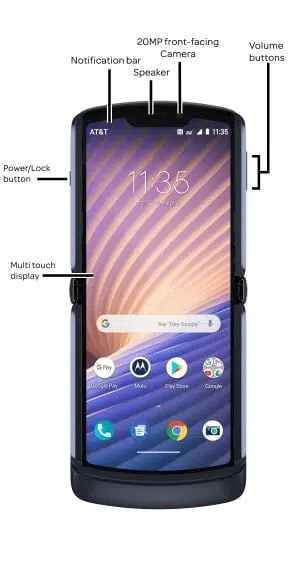 20MP front-facing
Camera
Volume
buttons
Notification bar
Speaker
AT&T
11:35
11:35
Power/Lock
button
Multi touch
display
Say "Hey Google"
G Pay
Google Pay
Moto
Play Store
Google